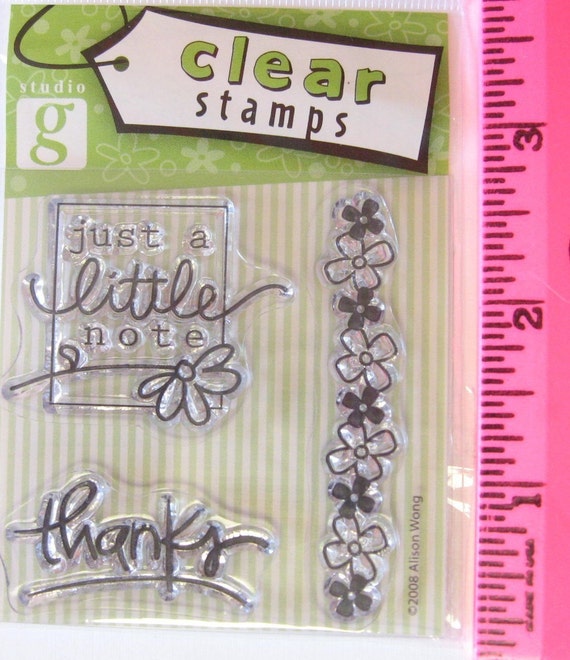 studio
g
clear
stamps
just a
little
note
thanks
©2008 Alison Wong
3
2
1